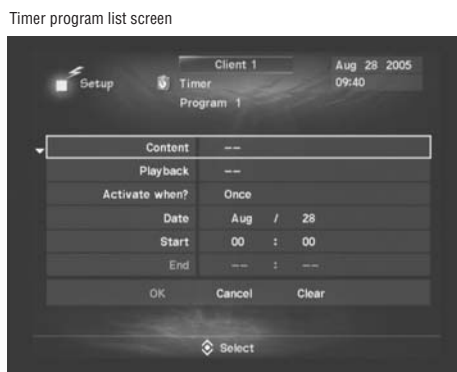 Timer program list screen
Client 1
Aug 28 2005
Setup
Timer
09:40
Program 1
Content --
Playback --
Activate when? Once
Date Aug / 28
Start 00 : 00
End -- : --
OK Cancel Clear
Select